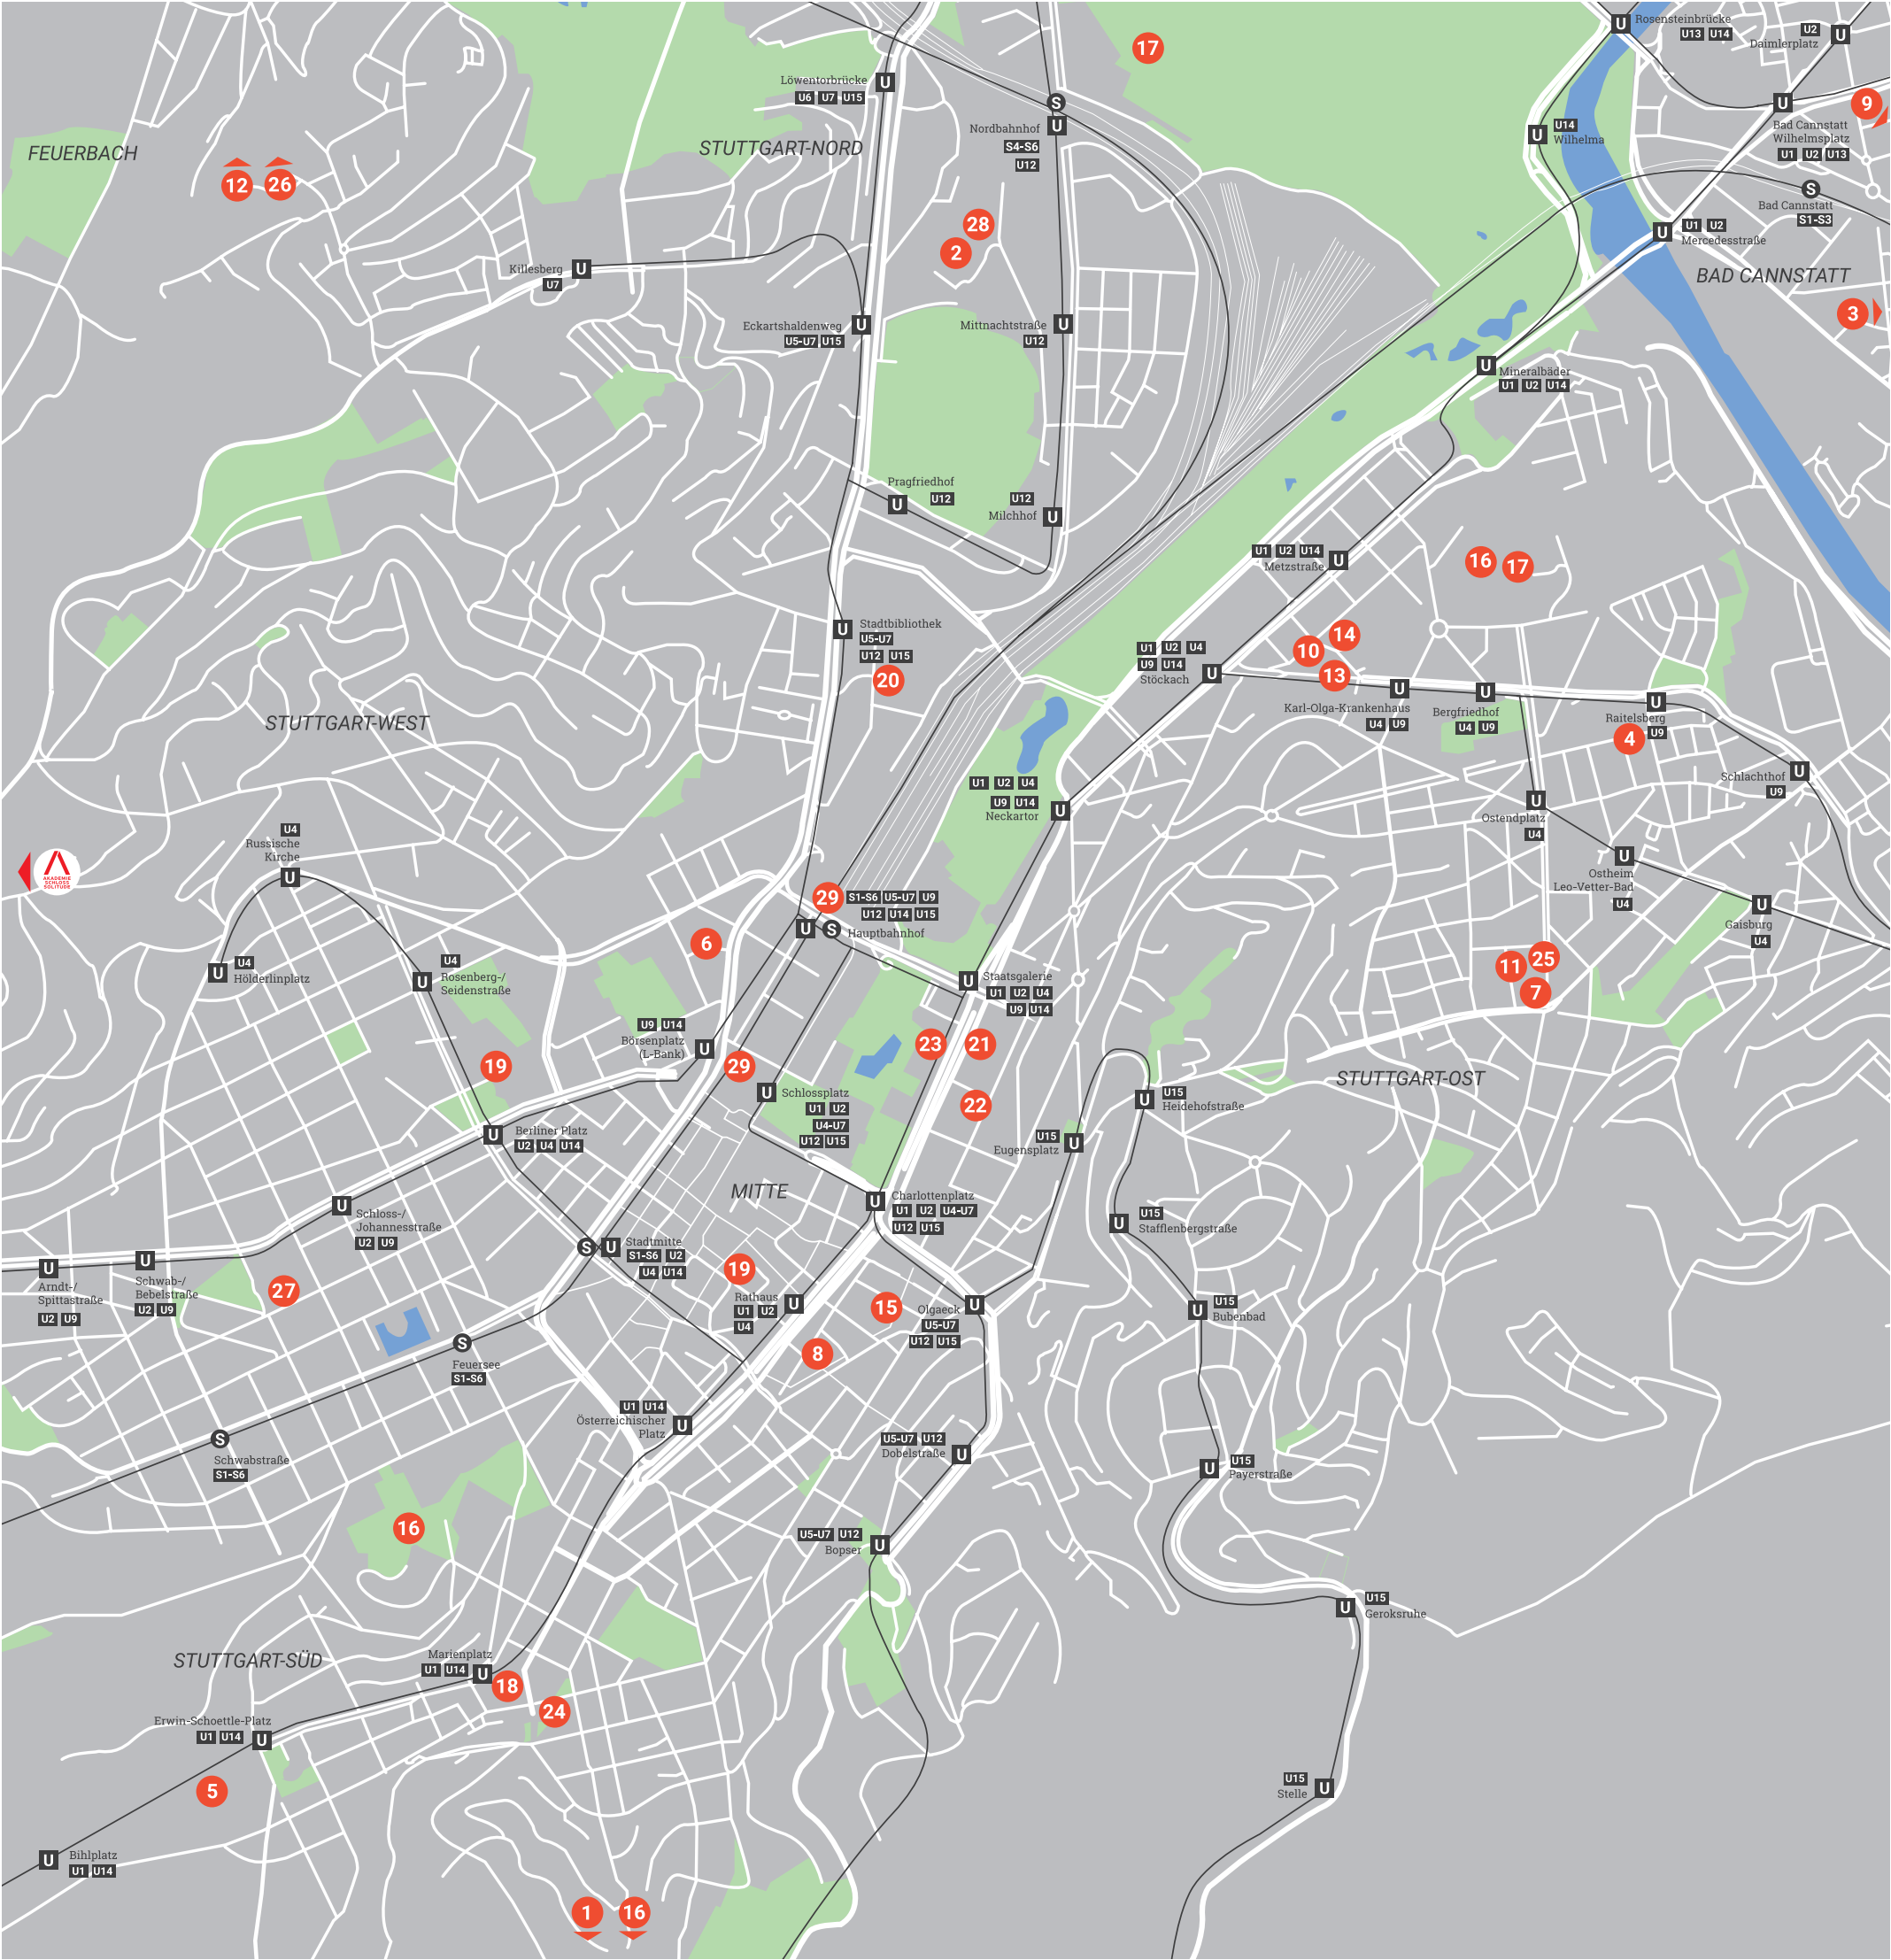 Rosensteinbrücke
U13 U14
U2
Daimlerplatz
17
Löwentorbrücke
U6 U7 U15
S
9
Nordbahnhof
S4-S6
U12
U14
Wilhelma
Bad Cannstatt
Wilhelmsplatz
U1 U2 U13
FEUERBACH
STUTTGART-NORD
12
26
Bad Cannstatt
S1-S3
28
2
U1 U2
Mercedesstraße
Killesberg
U7
BAD CANNSTATT
3
Eckartshaldenweg
U5-U7 U15
Mittnachtstraße
U12
Mineralbäder
U1 U2 U14
Pragfriedhof
U12
U12
Milchhof
U1 U2 U14
Metzstraße
16
17
Stadtbibliothek
U5-U7
U12 U15
20
14
10
13
U1 U2 U4
U9 U14
Stöckach
Karl-Olga-Krankenhaus
U4 U9
Bergfriedhof
U4 U9
Raitelsberg
U9
4
STUTTGART-WEST
Schlachthof
U9
U1 U2 U4
U9 U14
Neckartor
Ostendplatz
U4
U4
Russische
Kirche
AKADEMIE
SCHLOSS
SOLITUDE
Ostheim
Leo-Vetter-Bad
U4
29
S1-S6 U5-U7 U9
U12 U14 U15
Hauptbahnhof
Gaisburg
U4
6
U4
Hölderlinplatz
U4
Rosenberg-/
Seidenstraße
11
25
7
Staatsgalerie
U1 U2 U4
U9 U14
U9 U14
Börsenplatz
(L-Bank)
23
21
19
29
STUTTGART-OST
Schlossplatz
U1 U2
U4-U7
U12 U15
22
U15
Heidehofstraße
Berliner Platz
U2 U4 U14
U15
Eugensplatz
MITTE
Charlottenplatz
U1 U2 U4-U7
U12 U15
Schloss-/
Johannesstraße
U2 U9
U15
Stafflenbergstraße
Stadtmitte
S1-S6 U2
U4 U14
19
Arndt-/
Spittastraße
U2 U9
Schwab-/
Bebelstraße
U2 U9
27
Rathaus
U1 U2
U4
15
Olgaeck
U5-U7
U12 U15
U15
Bubenbad
8
Feuersee
S1-S6
U1 U14
Österreichischer
Platz
U5-U7 U12
Dobelstraße
Schwabstraße
S1-S6
U15
Payerstraße
16
U5-U7 U12
Bopser
U15
Geroksruhe
STUTTGART-SÜD
Marienplatz
U1 U14
18
24
Erwin-Schoettle-Platz
U1 U14
5
U15
Stelle
Bihlplatz
U1 U14
1
16